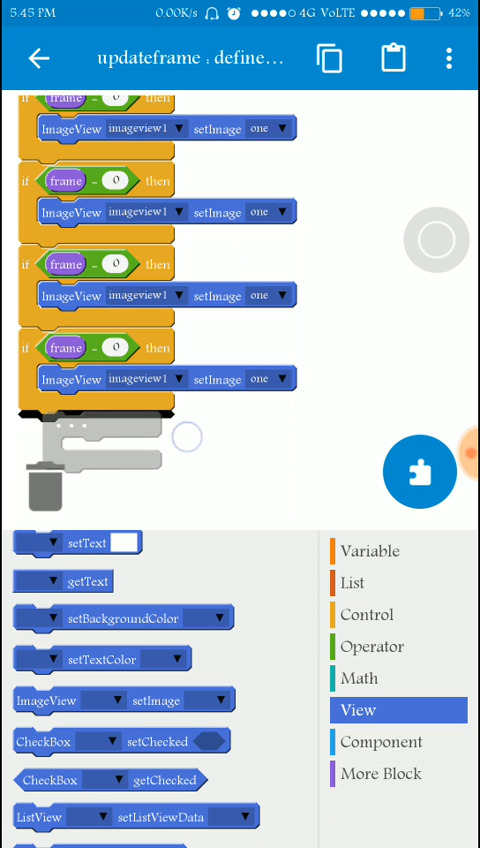 5.45 PM 0.00K/s 4G VoLTE 42%
updateframe : define...
if frame = 0 then
ImageView imageview1 setImage one
if frame = 0 then
ImageView imageview1 setImage one
if frame = 0 then
ImageView imageview1 setImage one
if frame = 0 then
ImageView imageview1 setImage one
setText
getText
setBackgroundColor
setTextColor
ImageView setImage
CheckBox setChecked
CheckBox getChecked
ListView setListViewData
Variable
List
Control
Operator
Math
View
Component
More Block